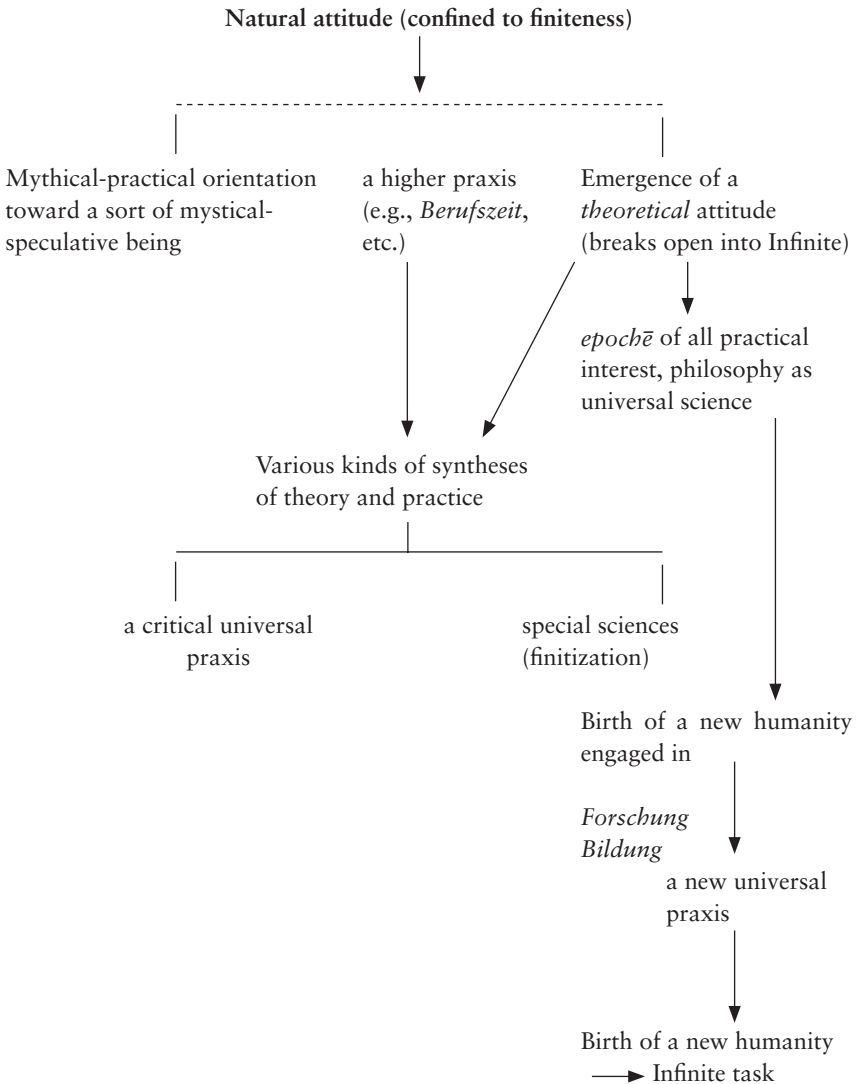 Natural attitude (confined to finiteness)
Mythical-practical orientation
toward a sort of mystical-
speculative being
a higher praxis
(e.g., Berufszeit,
etc.)
Emergence of a
theoretical attitude
(breaks open into Infinite)
epochē of all practical
interest, philosophy as
universal science
Various kinds of syntheses
of theory and practice
a critical universal
praxis
special sciences
(finitization)
Birth of a new humanity
engaged in
Forschung
Bildung
a new universal
praxis
Birth of a new humanity
Infinite task